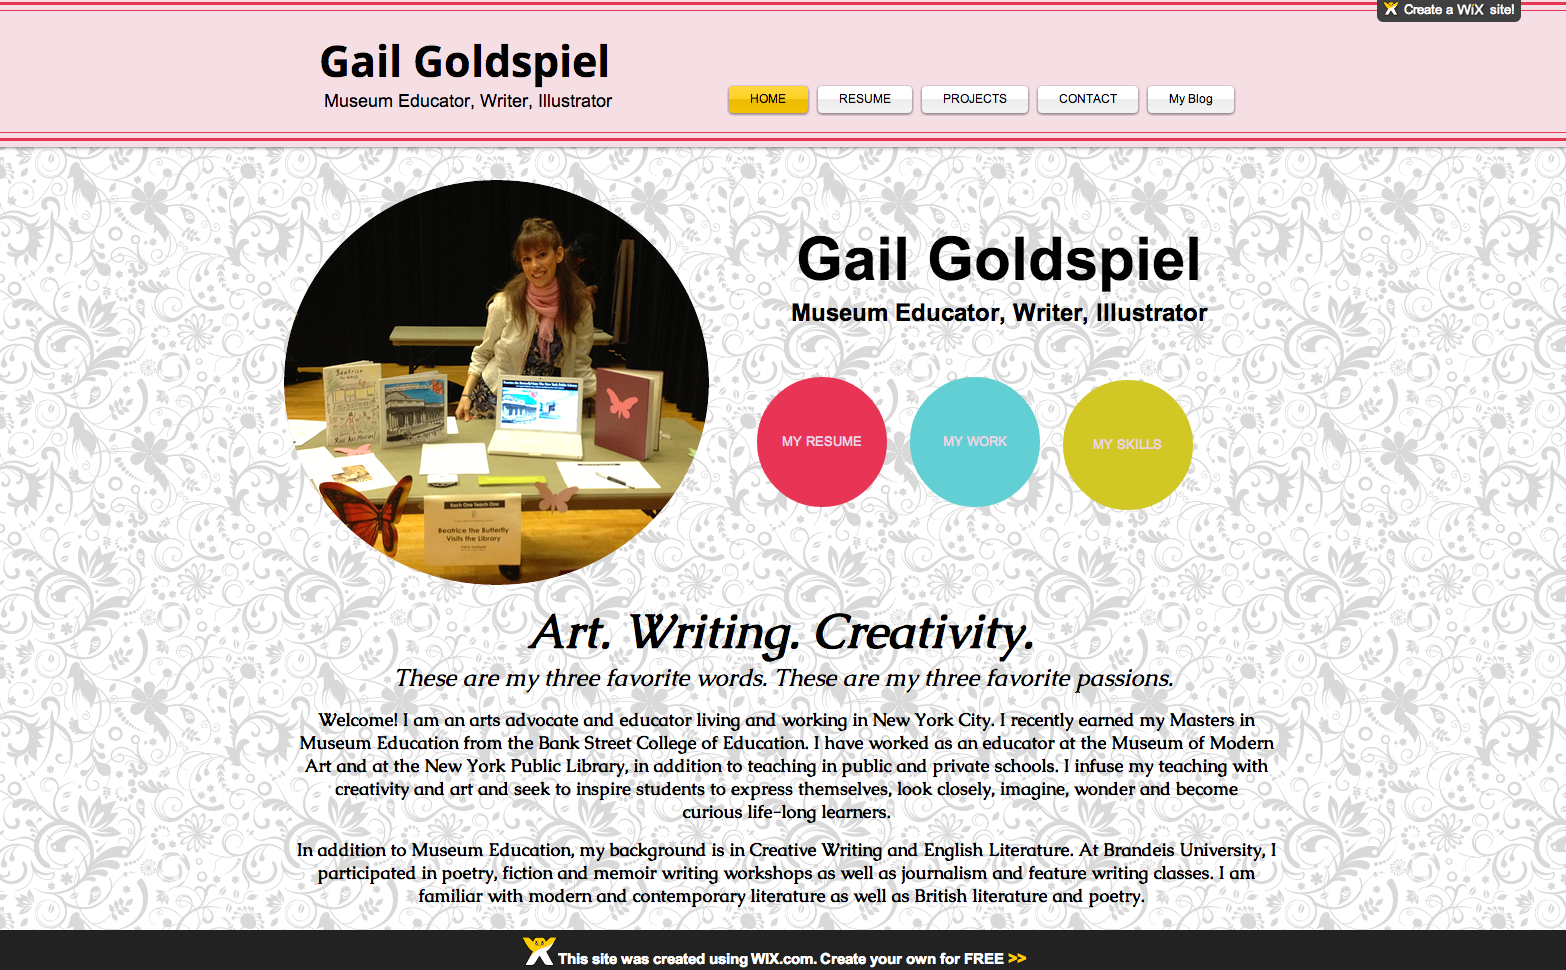 Create a WiX site!
Gail Goldspiel
Museum Educator, Writer, Illustrator
HOME
RESUME
PROJECTS
CONTACT
My Blog
Gail Goldspiel
Museum Educator, Writer, Illustrator
MY RESUME
MY WORK
MY SKILLS
Beatrice
Each One Teach One
Beatrice the Butterfly
Visits the Library
Art. Writing. Creativity.
These are my three favorite words. These are my three favorite passions.
Welcome! I am an arts advocate and educator living and working in New York City. I recently earned my Masters in
Museum Education from the Bank Street College of Education. I have worked as an educator at the Museum of Modern
Art and at the New York Public Library, in addition to teaching in public and private schools. I infuse my teaching with
creativity and art and seek to inspire students to express themselves, look closely, imagine, wonder and become
curious life-long learners.
In addition to Museum Education, my background is in Creative Writing and English Literature. At Brandeis University, I
participated in poetry, fiction and memoir writing workshops as well as journalism and feature writing classes. I am
familiar with modern and contemporary literature as well as British literature and poetry.
This site was created using WIX.com. Create your own for FREE >>